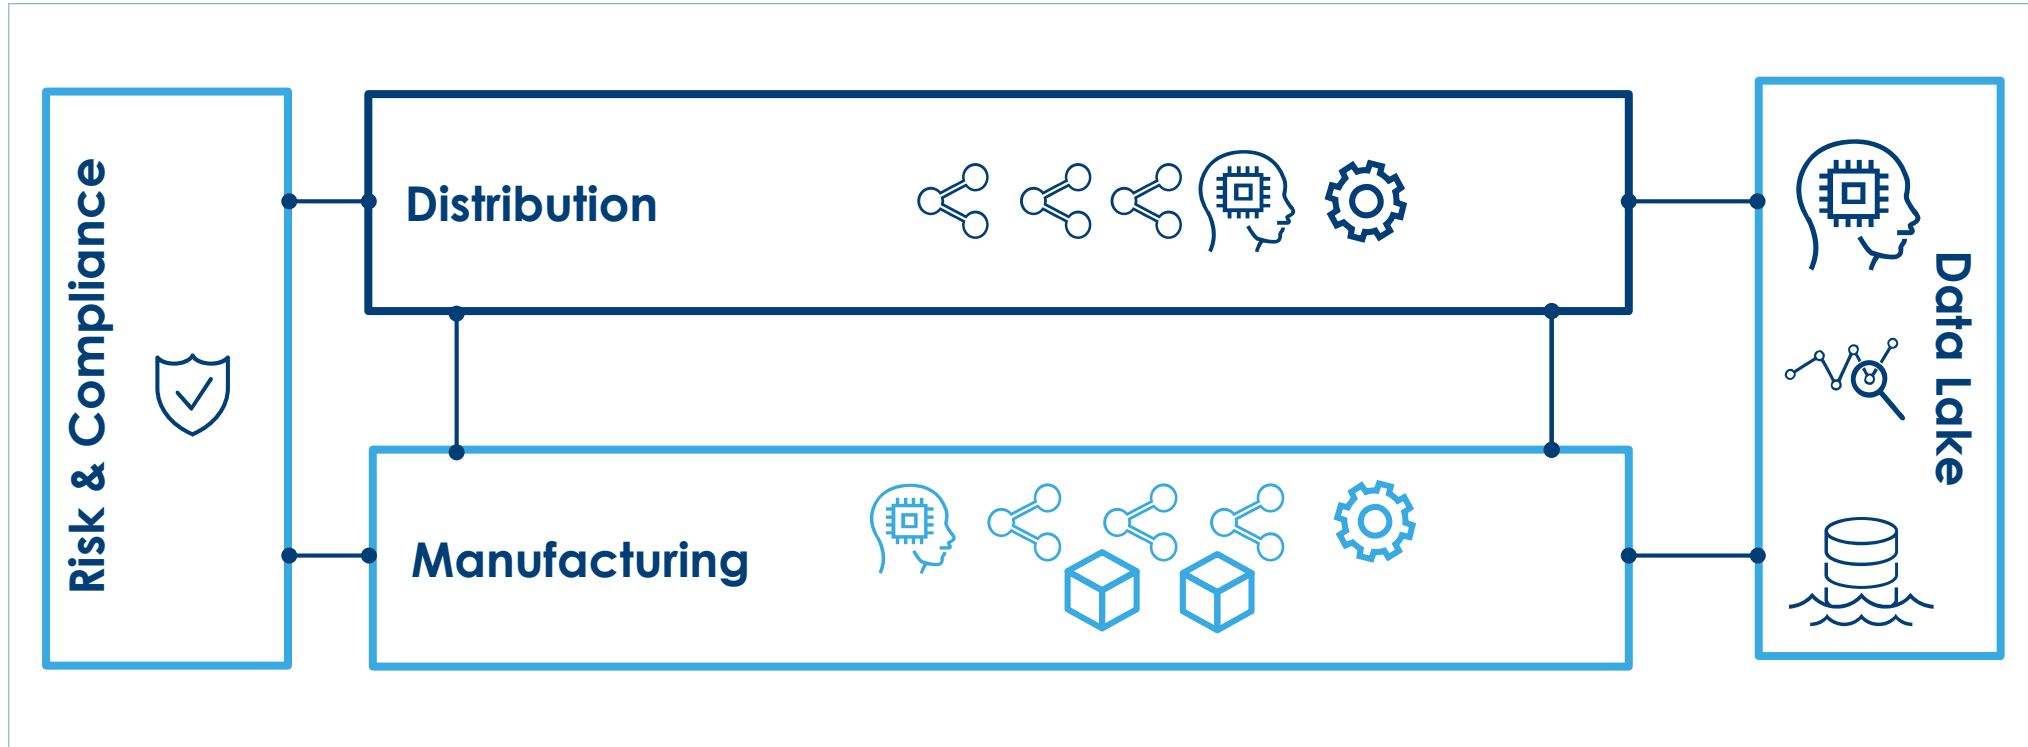 Risk & Compliance
Distribution
Manufacturing
Data Lake